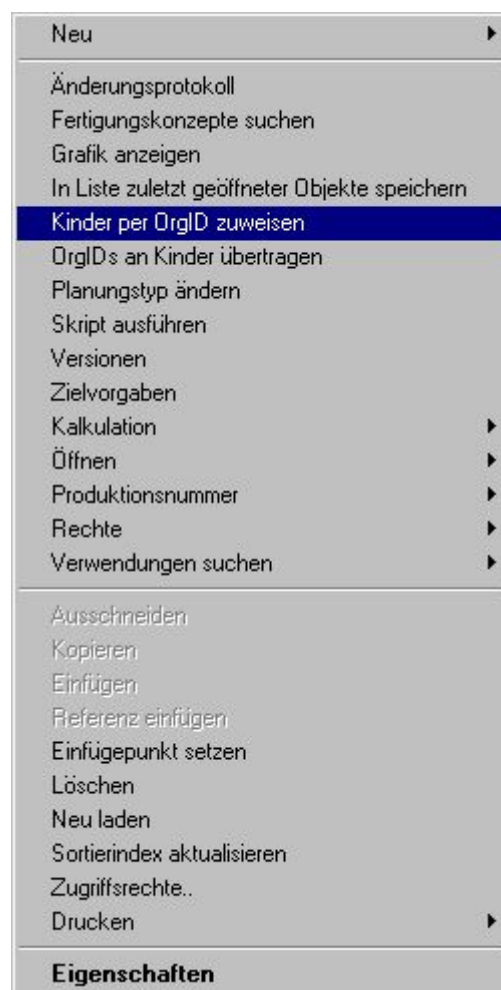 Neu
Änderungsprotokoll
Fertigungskonzepte suchen
Grafik anzeigen
In Liste zuletzt geöffneter Objekte speichern
Kinder per OrgID zuweisen
OrgIDs an Kinder übertragen
Planungstyp ändern
Skript ausführen
Versionen
Zielvorgaben
Kalkulation
Öffnen
Produktionsnummer
Rechte
Verwendungen suchen
Ausschneiden
Kopieren
Einfügen
Referenz einfügen
Einfügepunkt setzen
Löschen
Neu laden
Sortierindex aktualisieren
Zugriffsrechte..
Drucken
Eigenschaften